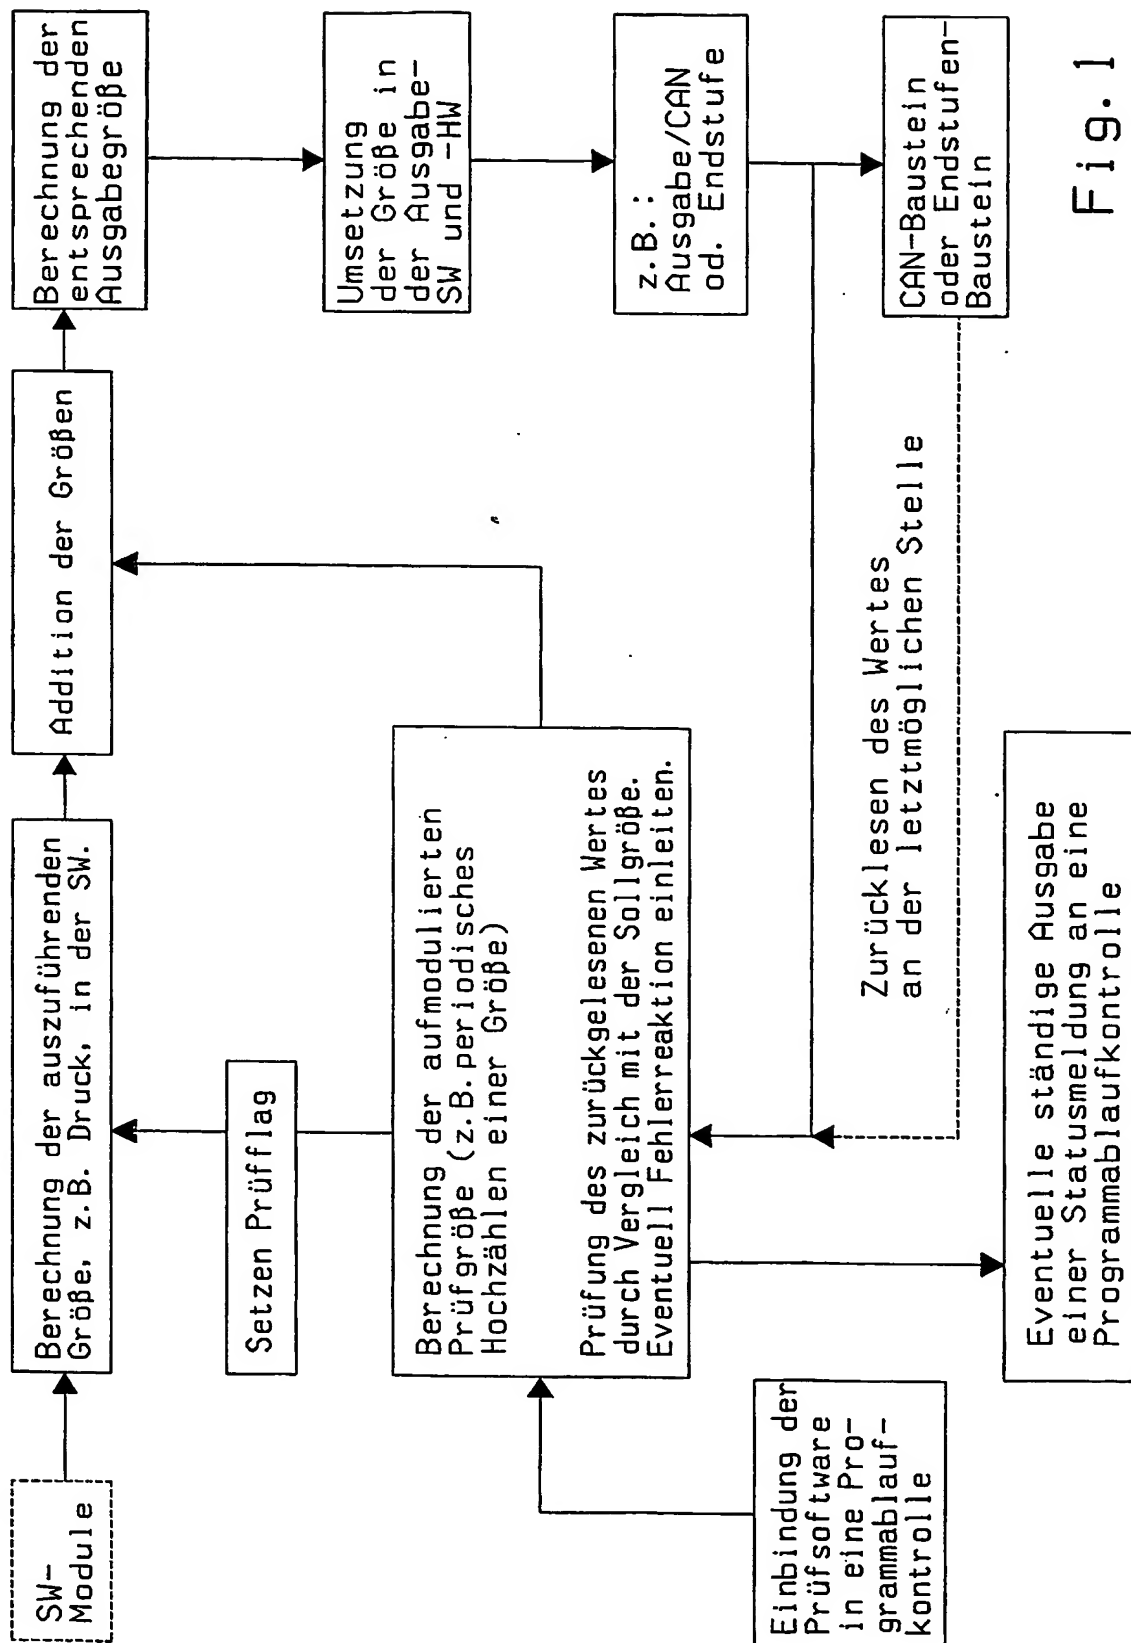 SW-
Module
Berechnung der auszuführenden
Größe, z.B. Druck, in der SW.
Addition der Größen
Berechnung der
entsprechenden
Ausgabegröße
Setzen Prüfflag
Umsetzung
der Größe in
der Ausgabe-
SW und -HW
Berechnung der aufmodulierten
Prüfgröße (z.B. periodisches
Hochzählen einer Größe)
Prüfung des zurückgelesenen Wertes
durch Vergleich mit der Sollgröße.
Eventuell Fehlerreaktion einleiten.
z.B.:
Ausgabe/CAN
od. Endstufe
Einbindung der
Prüfsoftware
in eine Pro-
grammablauf-
kontrolle
Zurücklesen des Wertes
an der letztmöglichen Stelle
CAN-Baustein
oder Endstufen-
Baustein
Eventuelle ständige Ausgabe
einer Statusmeldung an eine
Programmablaufkontrolle
Fig. 1